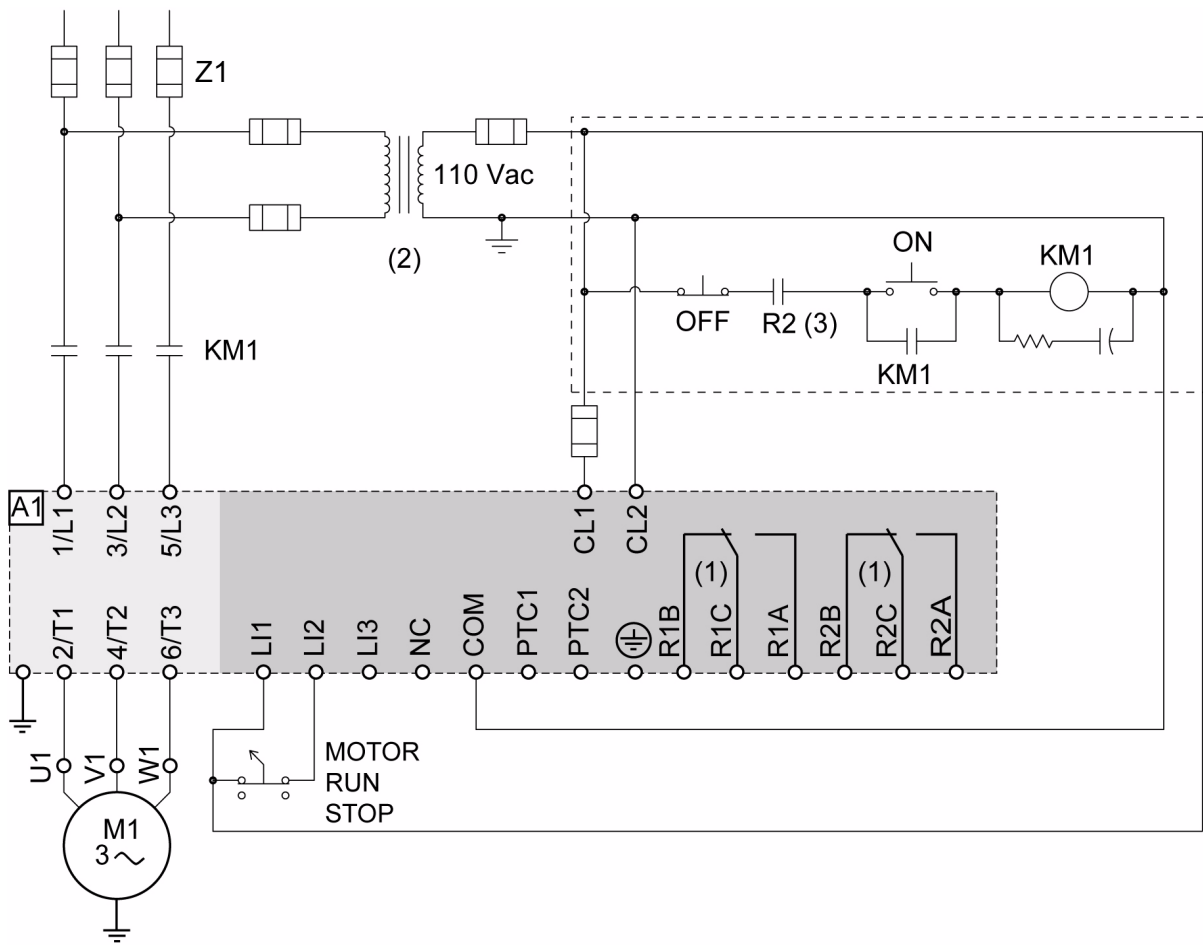 Z1
110 Vac
(2)
ON
KM1
OFF
R2 (3)
KM1
KM1
A1
1/L1
3/L2
5/L3
CL1
CL2
(1)
(1)
2/T1
4/T2
6/T3
LI1
LI2
LI3
NC
COM
PTC1
PTC2
R1B
R1C
R1A
R2B
R2C
R2A
U1
V1
W1
MOTOR
RUN
STOP
M1
3